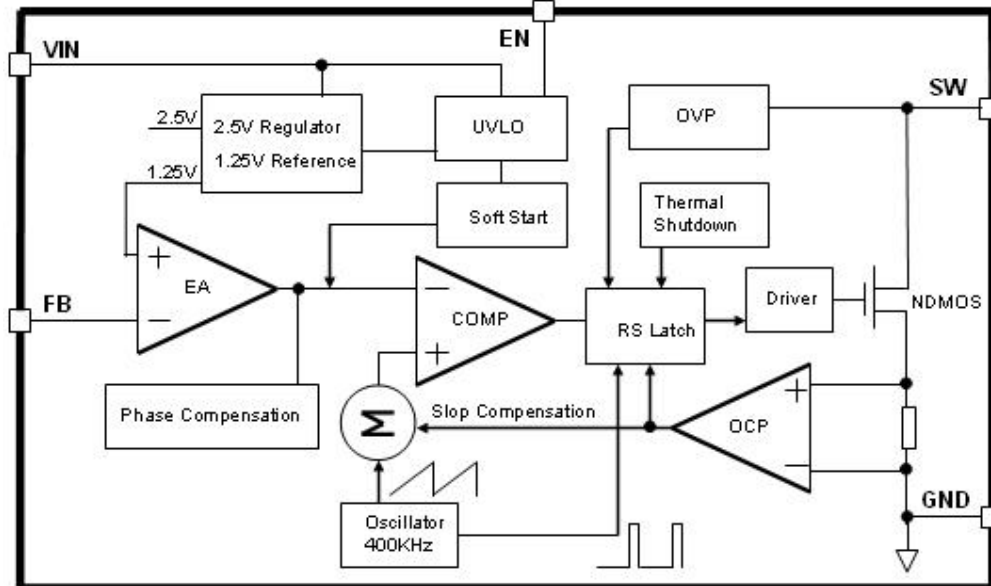 EN
VIN
SW
2.5V
2.5V Regulator
1.25V Reference
1.25V
UVLO
OVP
Soft Start
Thermal
Shutdown
+
EA
−
FB
−
COMP
+
RS Latch
Driver
NDMOS
Phase Compensation
Σ
Slop Compensation
+
OCP
−
GND
Oscillator
400KHz